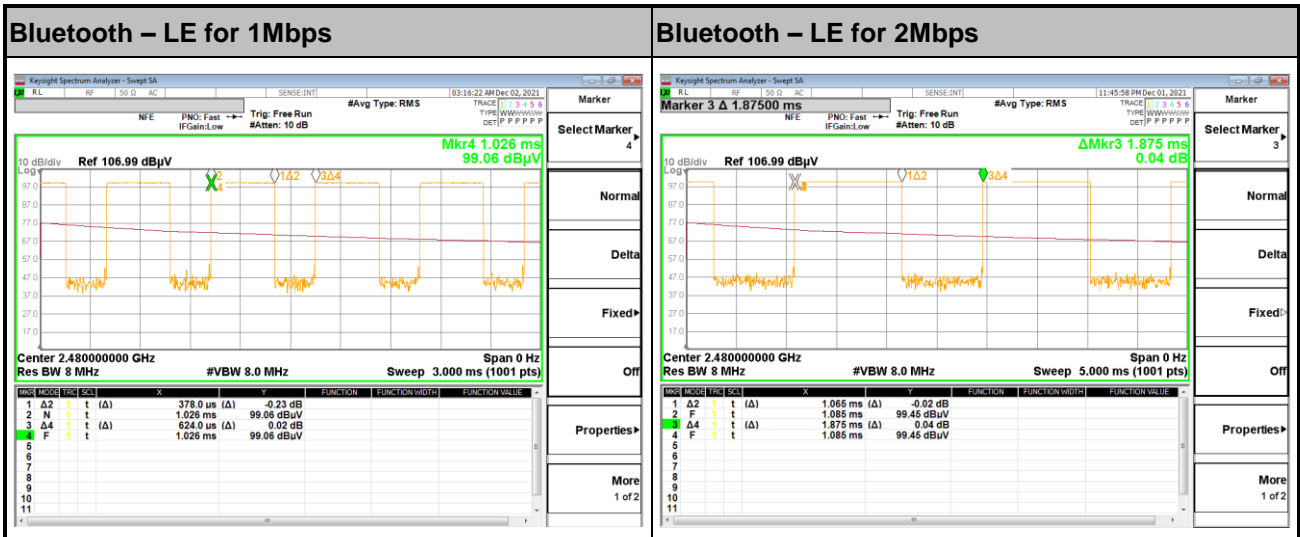 Bluetooth – LE for 1Mbps
Keysight Spectrum Analyzer - Swept SA
RL RF 50 Ω AC SENSE:INT 03:16:22 AM Dec 02, 2021
NFE PNO: Fast Trig: Free Run #Avg Type: RMS TRACE 1 2 3 4 5 6
IFGain:Low #Atten: 10 dB TYPE WWWWWW
DET P P P P P P
Mkr4 1.026 ms
99.06 dBµV
10 dB/div Ref 106.99 dBµV
Log
2
4
1Δ2
3Δ4
97.0
87.0
77.0
67.0
57.0
47.0
37.0
27.0
17.0
Center 2.480000000 GHz Span 0 Hz
Res BW 8 MHz #VBW 8.0 MHz Sweep 3.000 ms (1001 pts)
MKR MODE TRC SCL X Y FUNCTION FUNCTION WIDTH FUNCTION VALUE
1 Δ2 1 t (Δ) 378.0 µs (Δ) -0.23 dB
2 N 1 t 1.026 ms 99.06 dBuV
3 Δ4 1 t (Δ) 624.0 µs (Δ) 0.02 dB
4 F 1 t 1.026 ms 99.06 dBuV
5
6
7
8
9
10
11
Marker
Select Marker
4
Normal
Delta
Fixed
Off
Properties
More
1 of 2
Bluetooth – LE for 2Mbps
Keysight Spectrum Analyzer - Swept SA
RL RF 50 Ω AC SENSE:INT 11:45:58 PM Dec 01, 2021
Marker 3 Δ 1.87500 ms #Avg Type: RMS TRACE 1 2 3 4 5 6
NFE PNO: Fast Trig: Free Run TYPE WWWWWW
IFGain:Low #Atten: 10 dB DET P P P P P P
ΔMkr3 1.875 ms
0.04 dB
10 dB/div Ref 106.99 dBµV
Log
1Δ2
3Δ4
97.0
87.0
77.0
67.0
57.0
47.0
37.0
27.0
17.0
Center 2.480000000 GHz Span 0 Hz
Res BW 8 MHz #VBW 8.0 MHz Sweep 5.000 ms (1001 pts)
MKR MODE TRC SCL X Y FUNCTION FUNCTION WIDTH FUNCTION VALUE
1 Δ2 1 t (Δ) 1.065 ms (Δ) -0.02 dB
2 F 1 t 1.085 ms 99.45 dBuV
3 Δ4 1 t (Δ) 1.875 ms (Δ) 0.04 dB
4 F 1 t 1.085 ms 99.45 dBuV
5
6
7
8
9
10
11
Marker
Select Marker
3
Normal
Delta
Fixed
Off
Properties
More
1 of 2